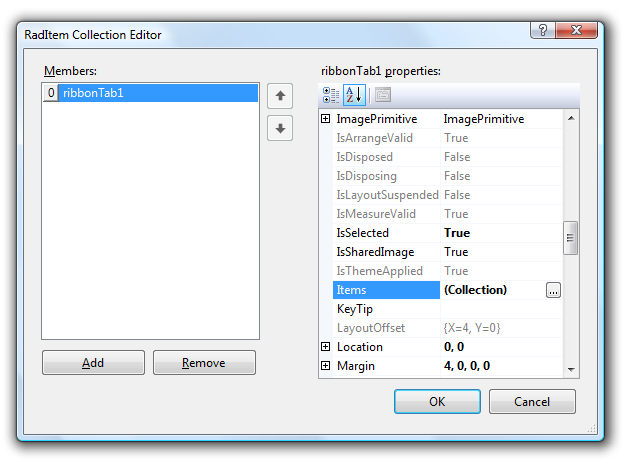 RadItem Collection Editor
Members:
0 ribbonTab1
Add Remove
ribbonTab1 properties:
ImagePrimitive ImagePrimitive
IsArrangeValid True
IsDisposed False
IsDisposing False
IsLayoutSuspended False
IsMeasureValid True
IsSelected True
IsSharedImage True
IsThemeApplied True
Items (Collection) ...
KeyTip
LayoutOffset {X=4, Y=0}
Location 0, 0
Margin 4, 0, 0, 0
OK Cancel